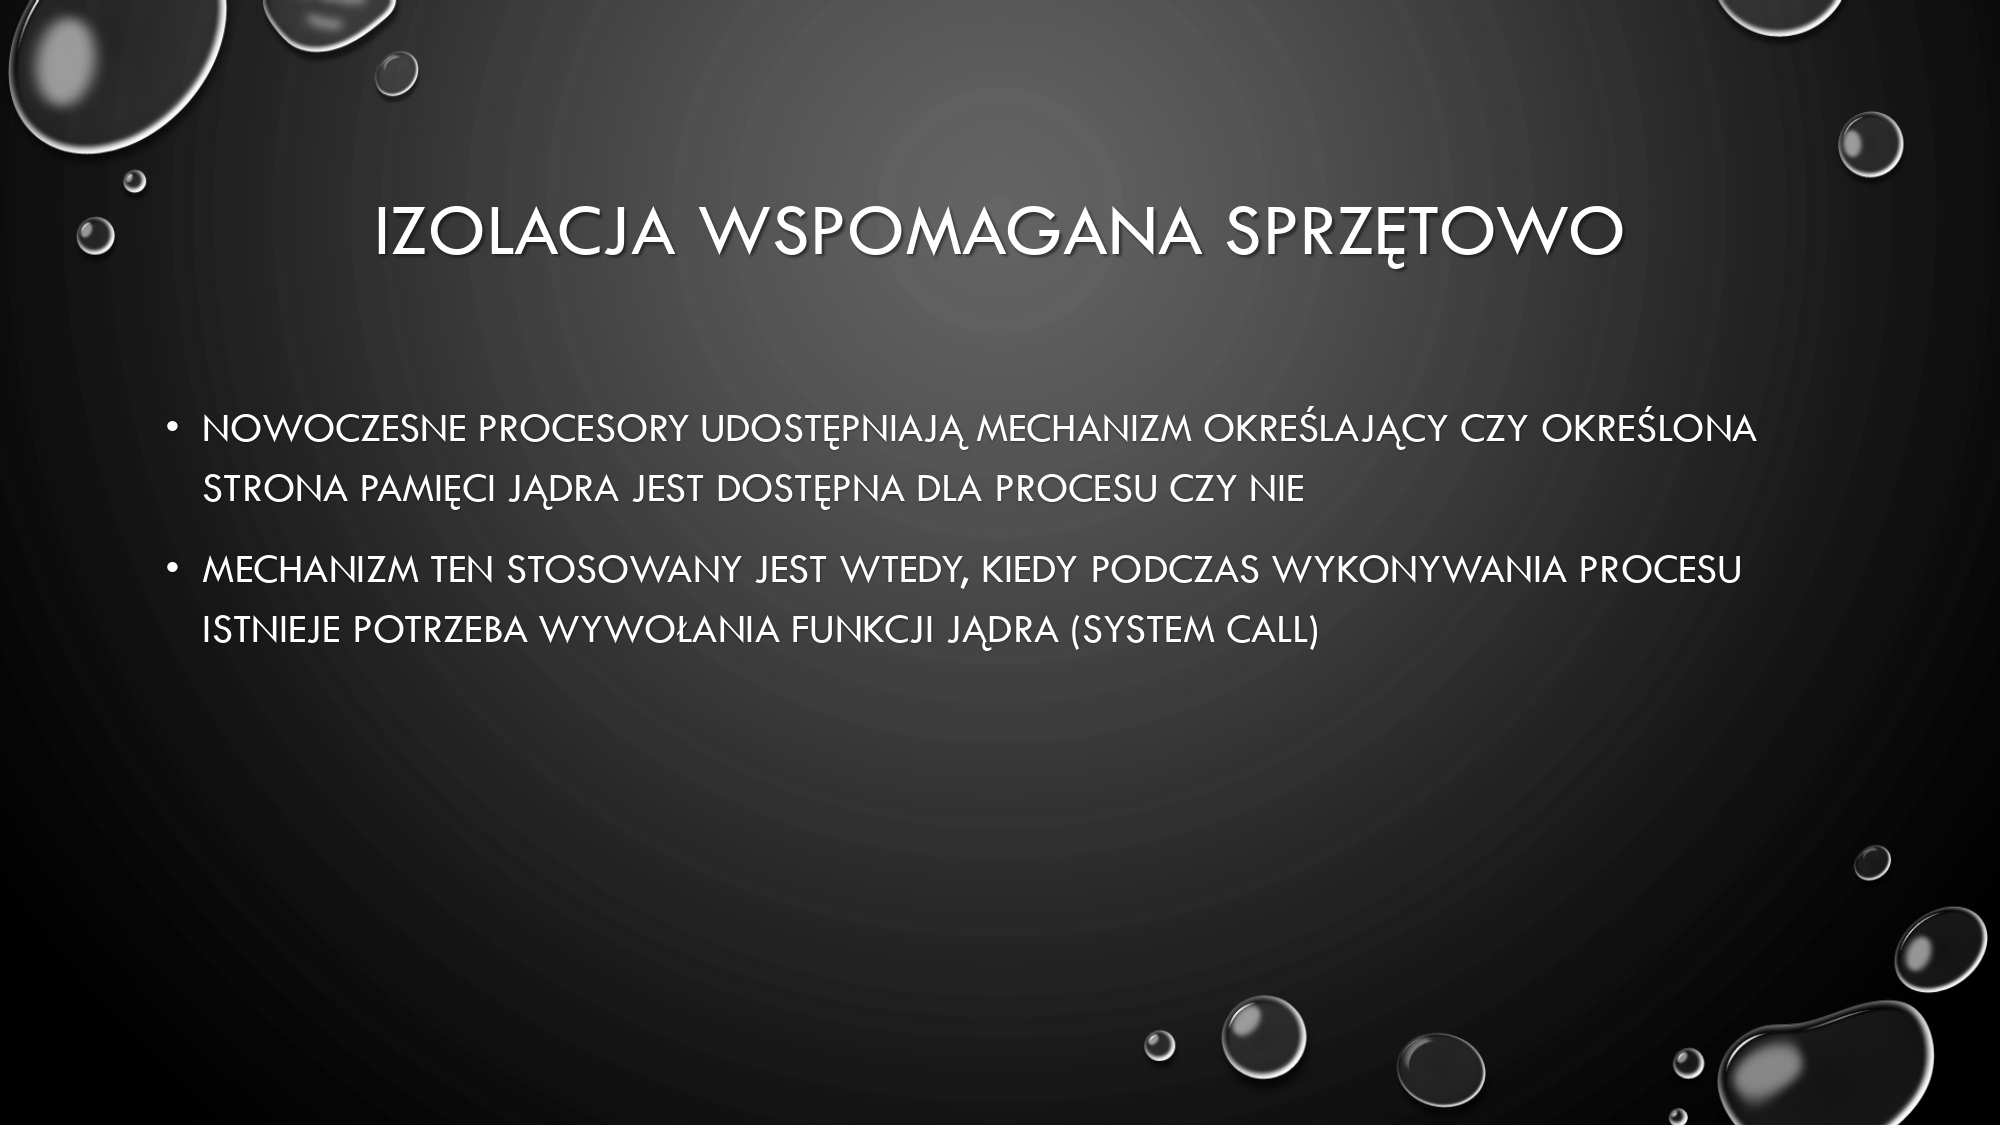 IZOLACJA WSPOMAGANA SPRZĘTOWO
• NOWOCZESNE PROCESORY UDOSTĘPNIAJĄ MECHANIZM OKREŚLAJĄCY CZY OKREŚLONA
STRONA PAMIĘCI JĄDRA JEST DOSTĘPNA DLA PROCESU CZY NIE
• MECHANIZM TEN STOSOWANY JEST WTEDY, KIEDY PODCZAS WYKONYWANIA PROCESU
ISTNIEJE POTRZEBA WYWOŁANIA FUNKCJI JĄDRA (SYSTEM CALL)